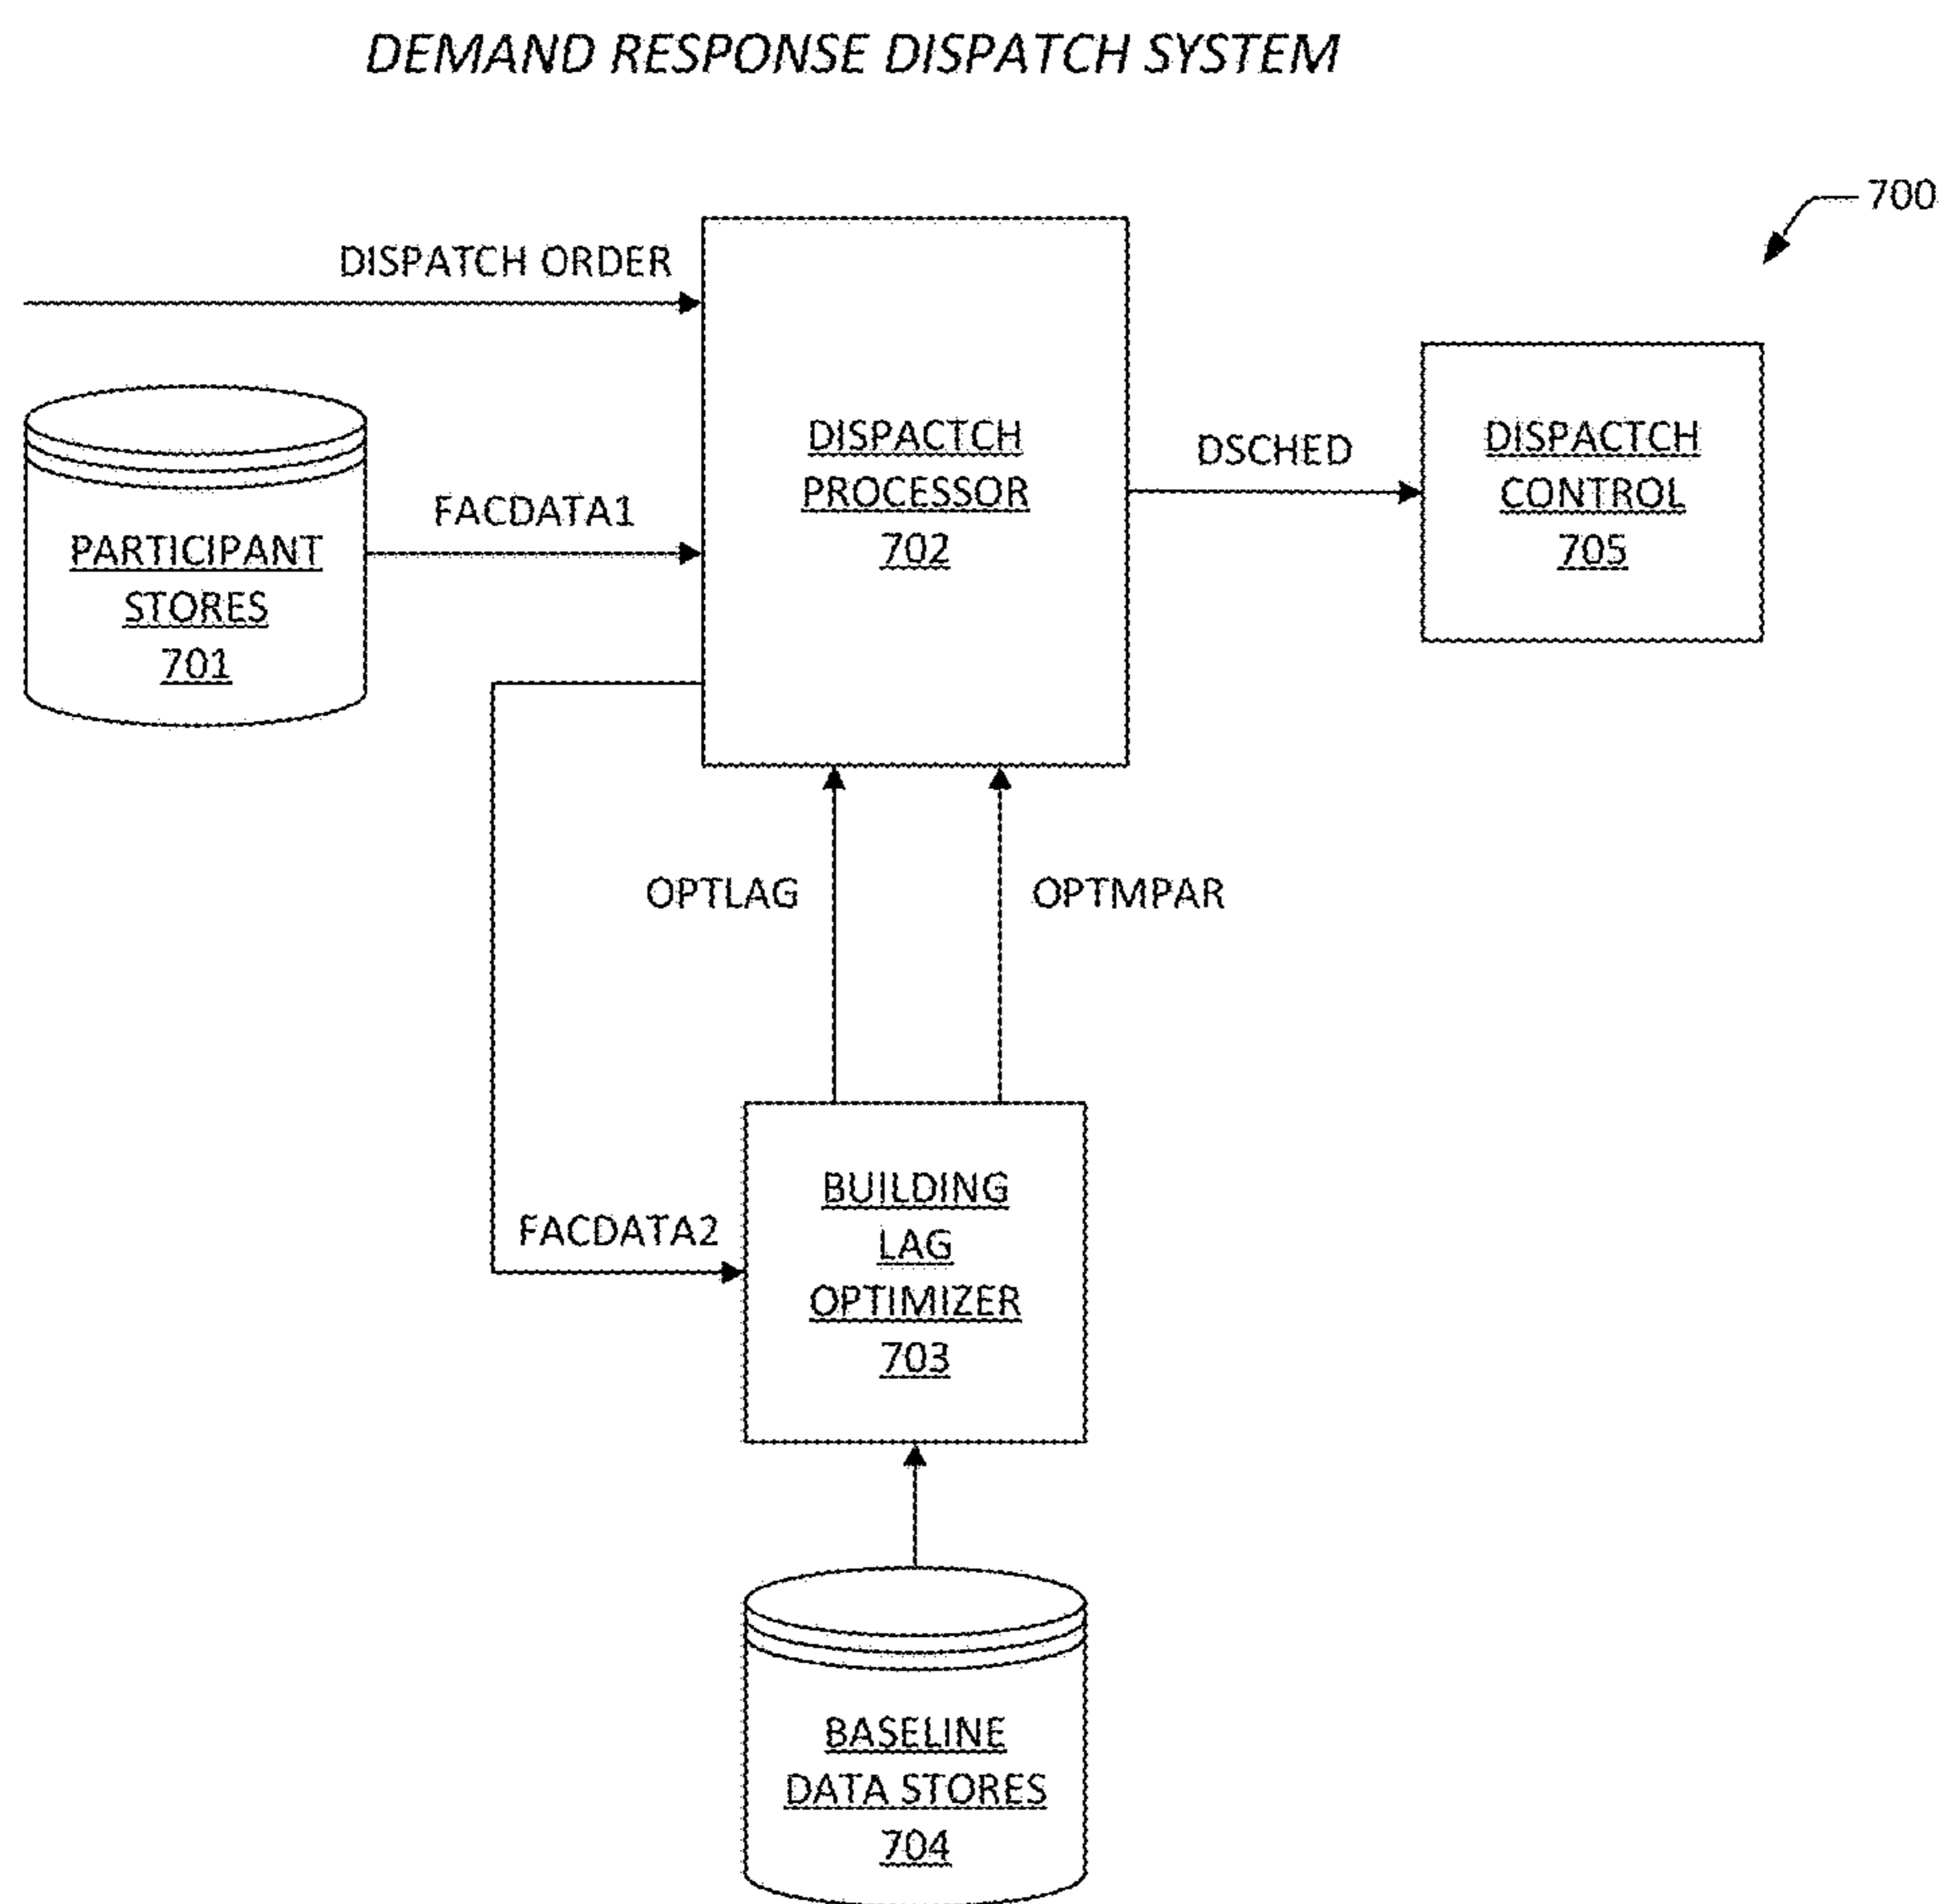 DEMAND RESPONSE DISPATCH SYSTEM
700
DISPATCH ORDER
PARTICIPANT
STORES
701
FACDATA1
DISPACTCH
PROCESSOR
702
DSCHED
DISPACTCH
CONTROL
705
OPTLAG
OPTMPAR
FACDATA2
BUILDING
LAG
OPTIMIZER
703
BASELINE
DATA STORES
704